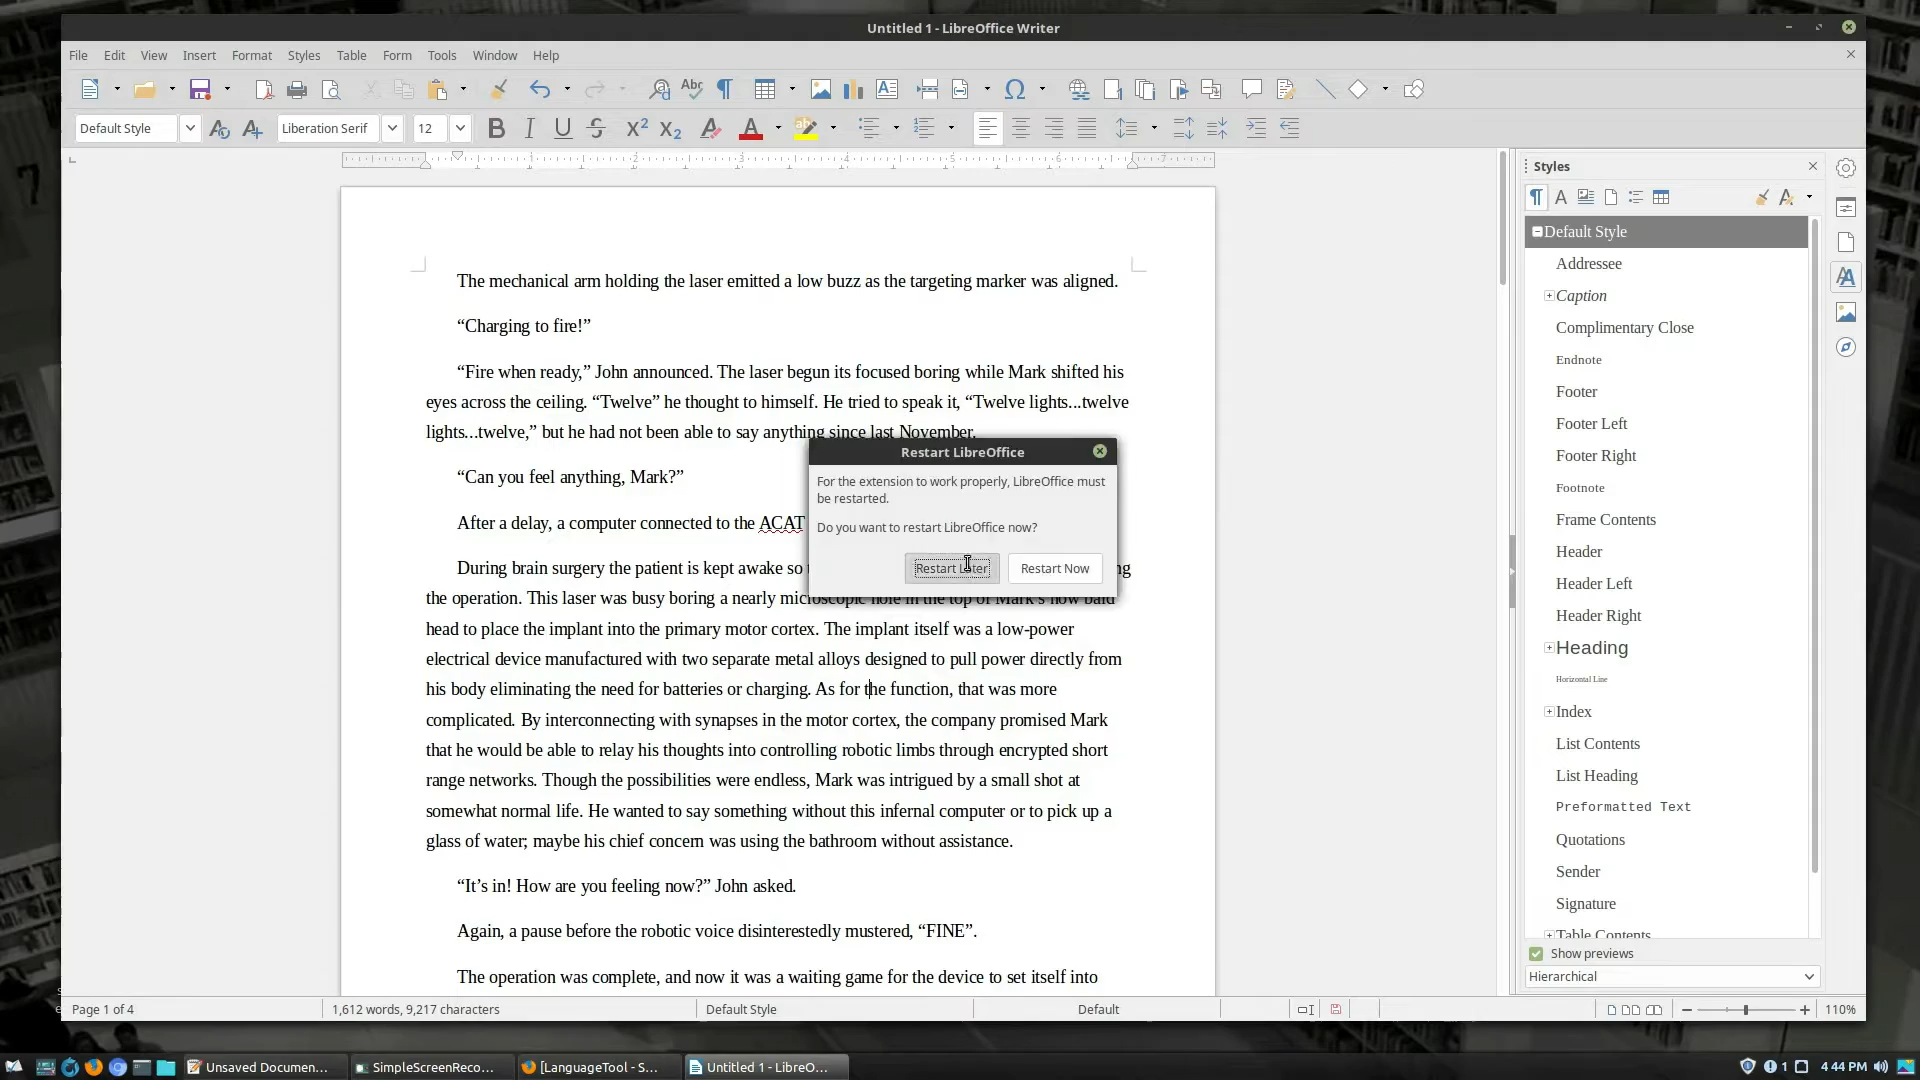 Untitled 1 - LibreOffice Writer
File Edit View Insert Format Styles Table Form Tools Window Help
Default Style
Liberation Serif
12
The mechanical arm holding the laser emitted a low buzz as the targeting marker was aligned.
“Charging to fire!”
“Fire when ready,” John announced. The laser begun its focused boring while Mark shifted his
eyes across the ceiling. “Twelve” he thought to himself. He tried to speak it, “Twelve lights...twelve
lights...twelve,” but he had not been able to say anything since last November.
“Can you feel anything, Mark?”
After a delay, a computer connected to the ACAT
During brain surgery the patient is kept awake so
the operation. This laser was busy boring a nearly microscopic hole in the top of Mark’s now bald
head to place the implant into the primary motor cortex. The implant itself was a low-power
electrical device manufactured with two separate metal alloys designed to pull power directly from
his body eliminating the need for batteries or charging. As for the function, that was more
complicated. By interconnecting with synapses in the motor cortex, the company promised Mark
that he would be able to relay his thoughts into controlling robotic limbs through encrypted short
range networks. Though the possibilities were endless, Mark was intrigued by a small shot at
somewhat normal life. He wanted to say something without this infernal computer or to pick up a
glass of water; maybe his chief concern was using the bathroom without assistance.
“It’s in! How are you feeling now?” John asked.
Again, a pause before the robotic voice disinterestedly mustered, “FINE”.
The operation was complete, and now it was a waiting game for the device to set itself into
Restart LibreOffice
For the extension to work properly, LibreOffice must
be restarted.
Do you want to restart LibreOffice now?
Restart Later
Restart Now
Styles
Default Style
Addressee
Caption
Complimentary Close
Endnote
Footer
Footer Left
Footer Right
Footnote
Frame Contents
Header
Header Left
Header Right
Heading
Horizontal Line
Index
List Contents
List Heading
Preformatted Text
Quotations
Sender
Signature
Table Contents
Show previews
Hierarchical
Page 1 of 4
1,612 words, 9,217 characters
Default Style
Default
110%
Unsaved Documen...
SimpleScreenReco...
[LanguageTool - S...
Untitled 1 - LibreO...
1
4:44 PM